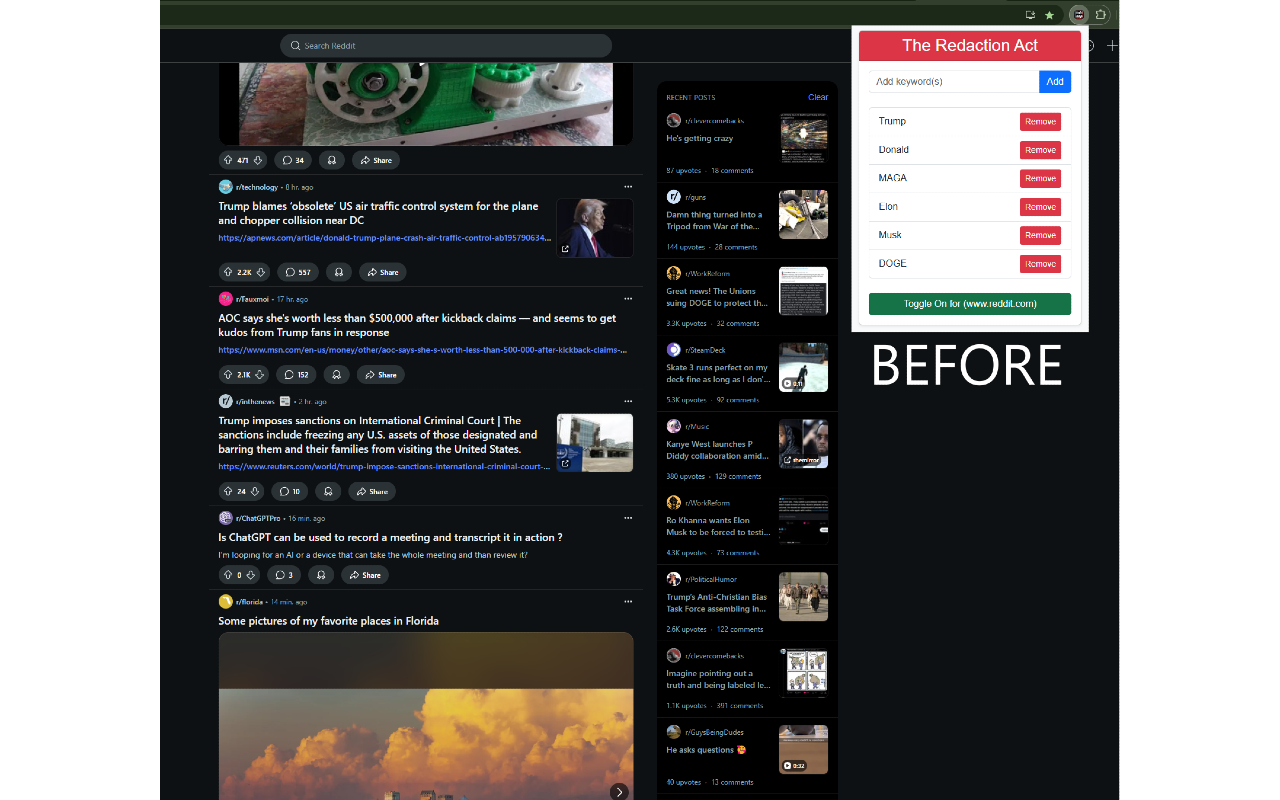 Search Reddit
471
34
Share
r/technology • 8 hr. ago
Trump blames ‘obsolete’ US air traffic control system for the plane
and chopper collision near DC
https://apnews.com/article/donald-trump-plane-crash-air-traffic-control-ab195790634...
2.2K
557
Share
r/Fauxmoi • 17 hr. ago
AOC says she's worth less than $500,000 after kickback claims — and seems to get
kudos from Trump fans in response
https://www.msn.com/en-us/money/other/aoc-says-she-s-worth-less-than-500-000-after-kickback-claims-...
2.1K
152
Share
r/inthenews • 2 hr. ago
Trump imposes sanctions on International Criminal Court | The
sanctions include freezing any U.S. assets of those designated and
barring them and their families from visiting the United States.
https://www.reuters.com/world/trump-impose-sanctions-international-criminal-court-...
24
10
Share
r/ChatGPTPro • 16 min. ago
Is ChatGPT can be used to record a meeting and transcript it in action ?
I'm looping for an AI or a device that can take the whole meeting and than review it?
0
3
Share
r/florida • 14 min. ago
Some pictures of my favorite places in Florida
RECENT POSTS
Clear
r/clevercomebacks
He's getting crazy
87 upvotes · 18 comments
r/guns
Damn thing turned into a
Tripod from War of the...
144 upvotes · 28 comments
r/WorkReform
Great news! The Unions
suing DOGE to protect th...
3.3K upvotes · 32 comments
r/SteamDeck
Skate 3 runs perfect on my
deck fine as long as I don'...
0:11
5.3K upvotes · 92 comments
r/Music
Kanye West launches P
Diddy collaboration amid...
themirror
380 upvotes · 129 comments
r/WorkReform
Ro Khanna wants Elon
Musk to be forced to testi...
4.3K upvotes · 73 comments
r/PoliticalHumor
Trump's Anti-Christian Bias
Task Force assembling in...
2.6K upvotes · 122 comments
r/clevercomebacks
Imagine pointing out a
truth and being labeled le...
1.1K upvotes · 391 comments
r/GuysBeingDudes
He asks questions 🥰
0:32
40 upvotes · 13 comments
The Redaction Act
Add keyword(s)
Add
Trump
Remove
Donald
Remove
MAGA
Remove
Elon
Remove
Musk
Remove
DOGE
Remove
Toggle On for (www.reddit.com)
BEFORE